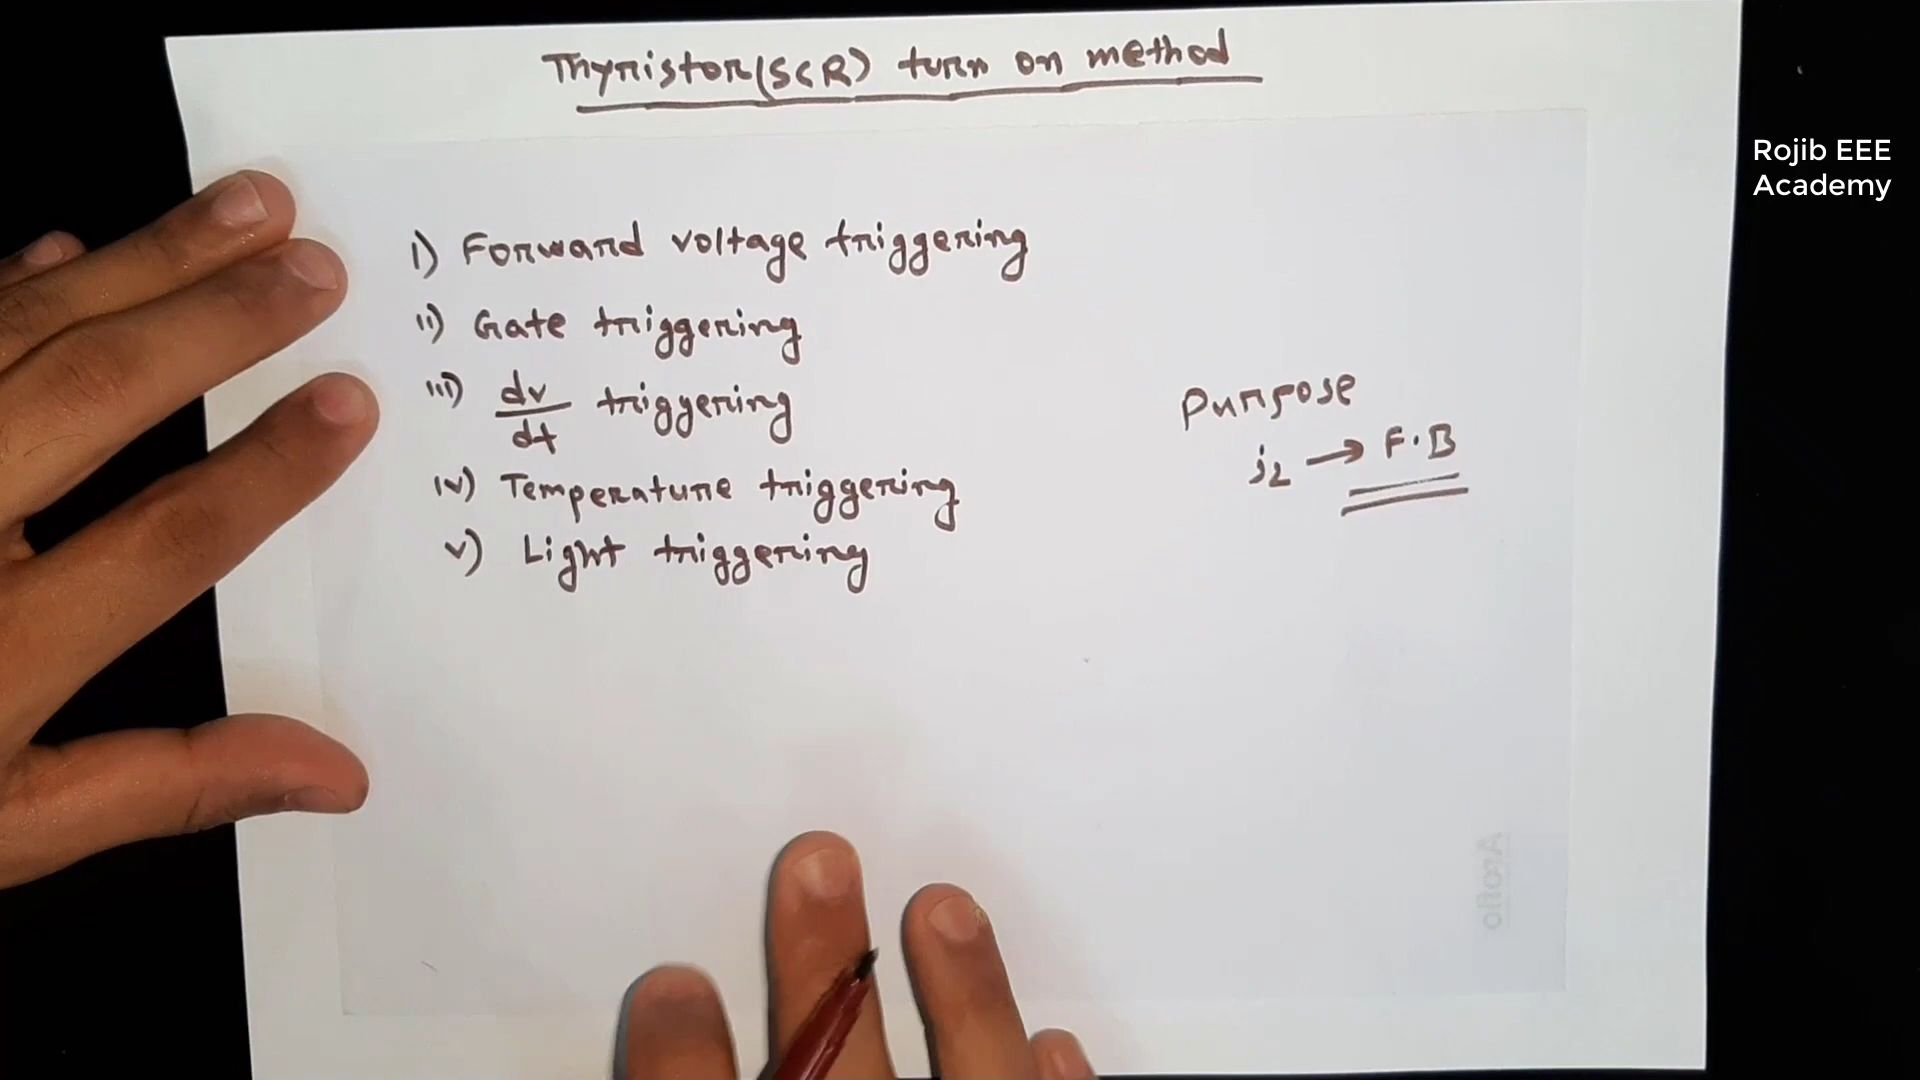 Thyristor(SCR) turn on method
Rojib EEE
Academy
i) Forward voltage triggering
ii) Gate triggering
iii) dv/dt triggering
iv) Temperature triggering
v) Light triggering
Purpose
j2 → F.B